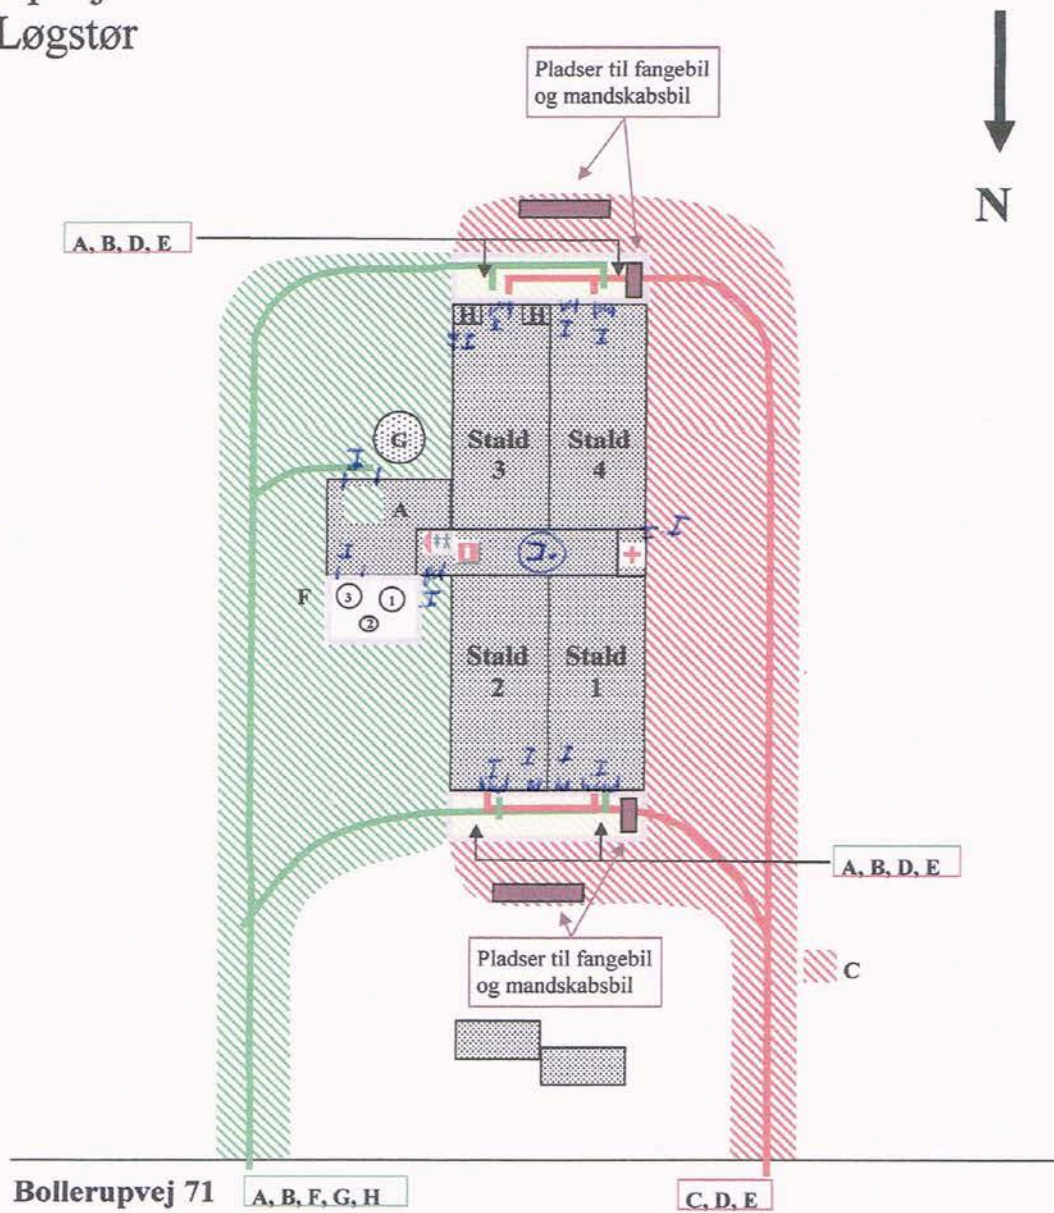 Løgstør
Pladser til fangebil
og mandskabsbil
N
A, B, D, E
H
H
I
I
I
I
G
Stald
3
Stald
4
I
A
I
I.
I
F
3
1
2
I
Stald
2
Stald
1
I
I
I
I
A, B, D, E
Pladser til fangebil
og mandskabsbil
C
Bollerupvej 71
A, B, F, G, H
C, D, E